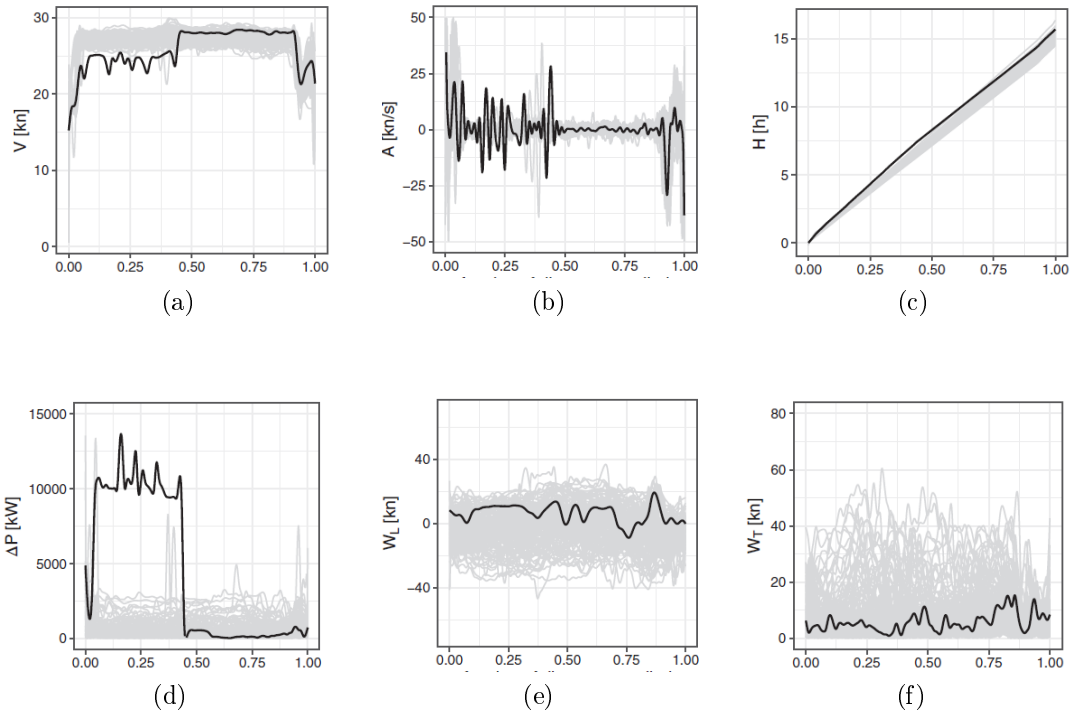 30
20
10
0
V [kn]
0.00 0.25 0.50 0.75 1.00
(a)
50
25
0
−25
−50
A [kn/s]
0.00 0.25 0.50 0.75 1.00
(b)
15
10
5
0
H [h]
0.00 0.25 0.50 0.75 1.00
(c)
15000
10000
5000
0
ΔP [kW]
0.00 0.25 0.50 0.75 1.00
(d)
40
0
−40
W_L [kn]
0.00 0.25 0.50 0.75 1.00
(e)
80
60
40
20
0
W_T [kn]
0.00 0.25 0.50 0.75 1.00
(f)